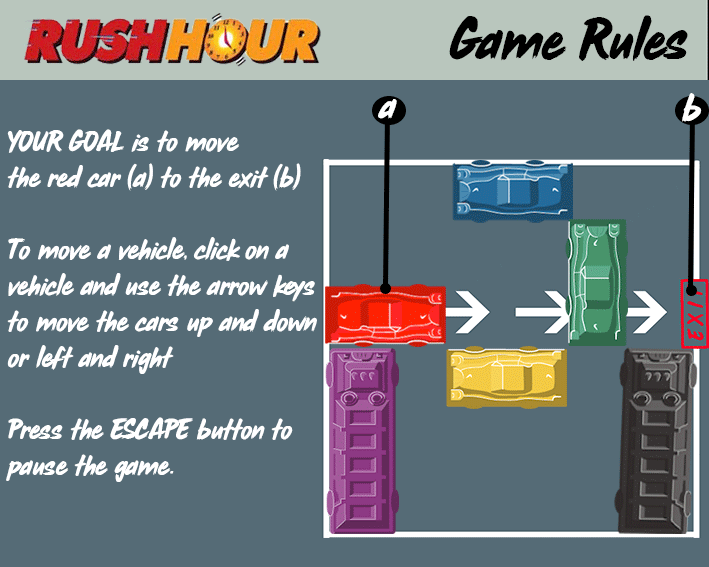 RUSH HOUR
Game Rules
a
b
YOUR GOAL is to move
the red car (a) to the exit (b)
To move a vehicle, click on a
vehicle and use the arrow keys
to move the cars up and down
or left and right
Press the ESCAPE button to
pause the game.
EXIT